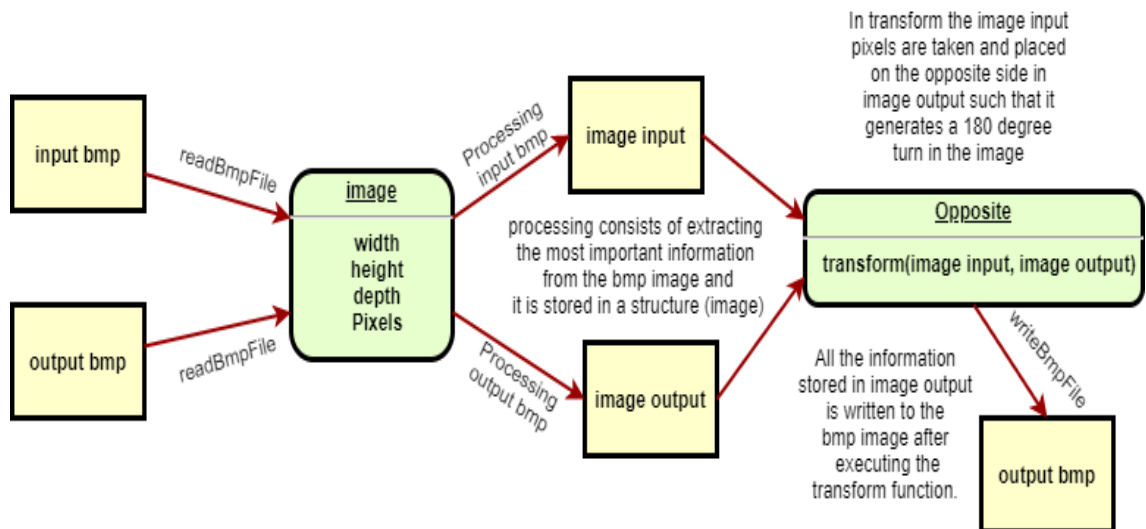 input bmp
readBmpFile
output bmp
readBmpFile
image
width
height
depth
Pixels
Processing
input bmp
Processing
output bmp
image input
processing consists of extracting
the most important information
from the bmp image and
it is stored in a structure (image)
image output
In transform the image input
pixels are taken and placed
on the opposite side in
image output such that it
generates a 180 degree
turn in the image
Opposite
transform(image input, image output)
writeBmpFile
All the information
stored in image output
is written to the
bmp image after
executing the
transform function.
output bmp